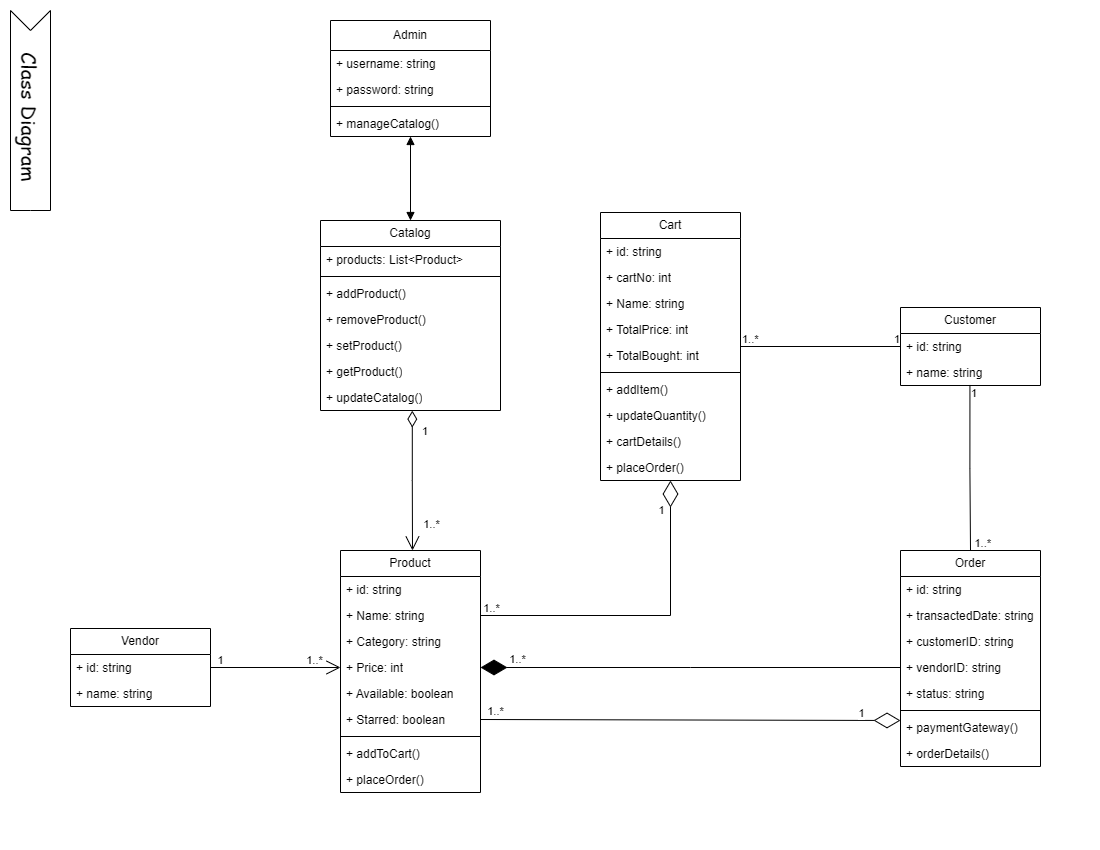 Class Diagram
Admin
+ username: string
+ password: string
+ manageCatalog()
Catalog
+ products: List<Product>
+ addProduct()
+ removeProduct()
+ setProduct()
+ getProduct()
+ updateCatalog()
1
1..*
Cart
+ id: string
+ cartNo: int
+ Name: string
+ TotalPrice: int
+ TotalBought: int
+ addItem()
+ updateQuantity()
+ cartDetails()
+ placeOrder()
1..*
1
1
Customer
+ id: string
+ name: string
1
1..*
Vendor
+ id: string
+ name: string
1
1..*
Product
+ id: string
+ Name: string
+ Category: string
+ Price: int
+ Available: boolean
+ Starred: boolean
+ addToCart()
+ placeOrder()
1..*
1..*
1..*
1
Order
+ id: string
+ transactedDate: string
+ customerID: string
+ vendorID: string
+ status: string
+ paymentGateway()
+ orderDetails()